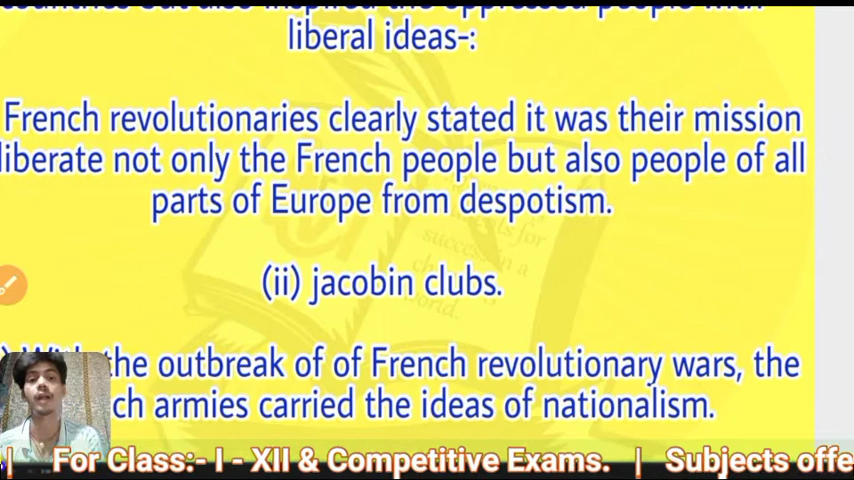 liberal ideas-:
French revolutionaries clearly stated it was their mission
liberate not only the French people but also people of all
parts of Europe from despotism.
(ii) jacobin clubs.
the outbreak of of French revolutionary wars, the
ch armies carried the ideas of nationalism.
| For Class:- I - XII & Competitive Exams. | Subjects offe